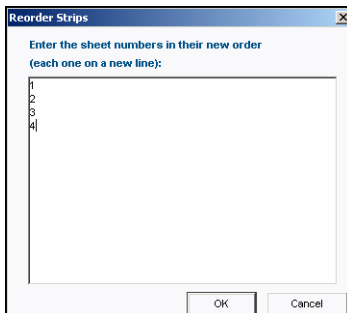 Reorder Strips
Enter the sheet numbers in their new order
(each one on a new line):
1
2
3
4
OK Cancel